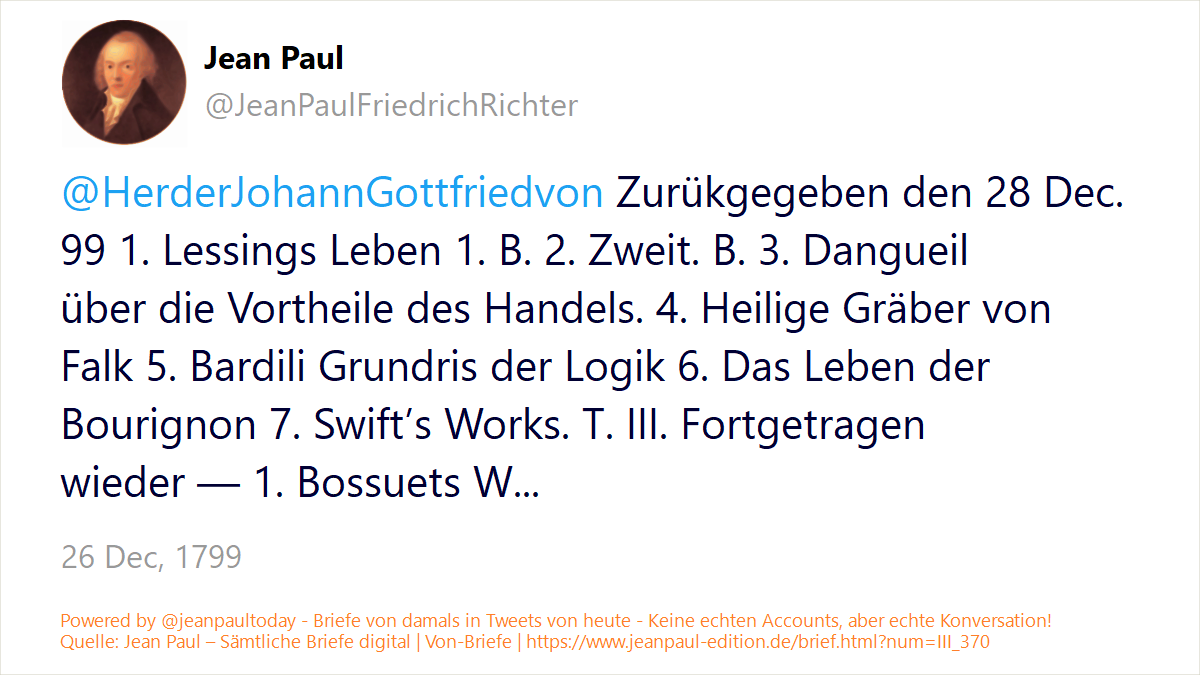 Jean Paul
@JeanPaulFriedrichRichter
@HerderJohannGottfriedvon Zurükgegeben den 28 Dec.
99 1. Lessings Leben 1. B. 2. Zweit. B. 3. Dangueil
über die Vortheile des Handels. 4. Heilige Gräber von
Falk 5. Bardili Grundris der Logik 6. Das Leben der
Bourignon 7. Swift’s Works. T. III. Fortgetragen
wieder — 1. Bossuets W...
26 Dec, 1799
Powered by @jeanpaultoday - Briefe von damals in Tweets von heute - Keine echten Accounts, aber echte Konversation!
Quelle: Jean Paul – Sämtliche Briefe digital | Von-Briefe | https://www.jeanpaul-edition.de/brief.html?num=III_370